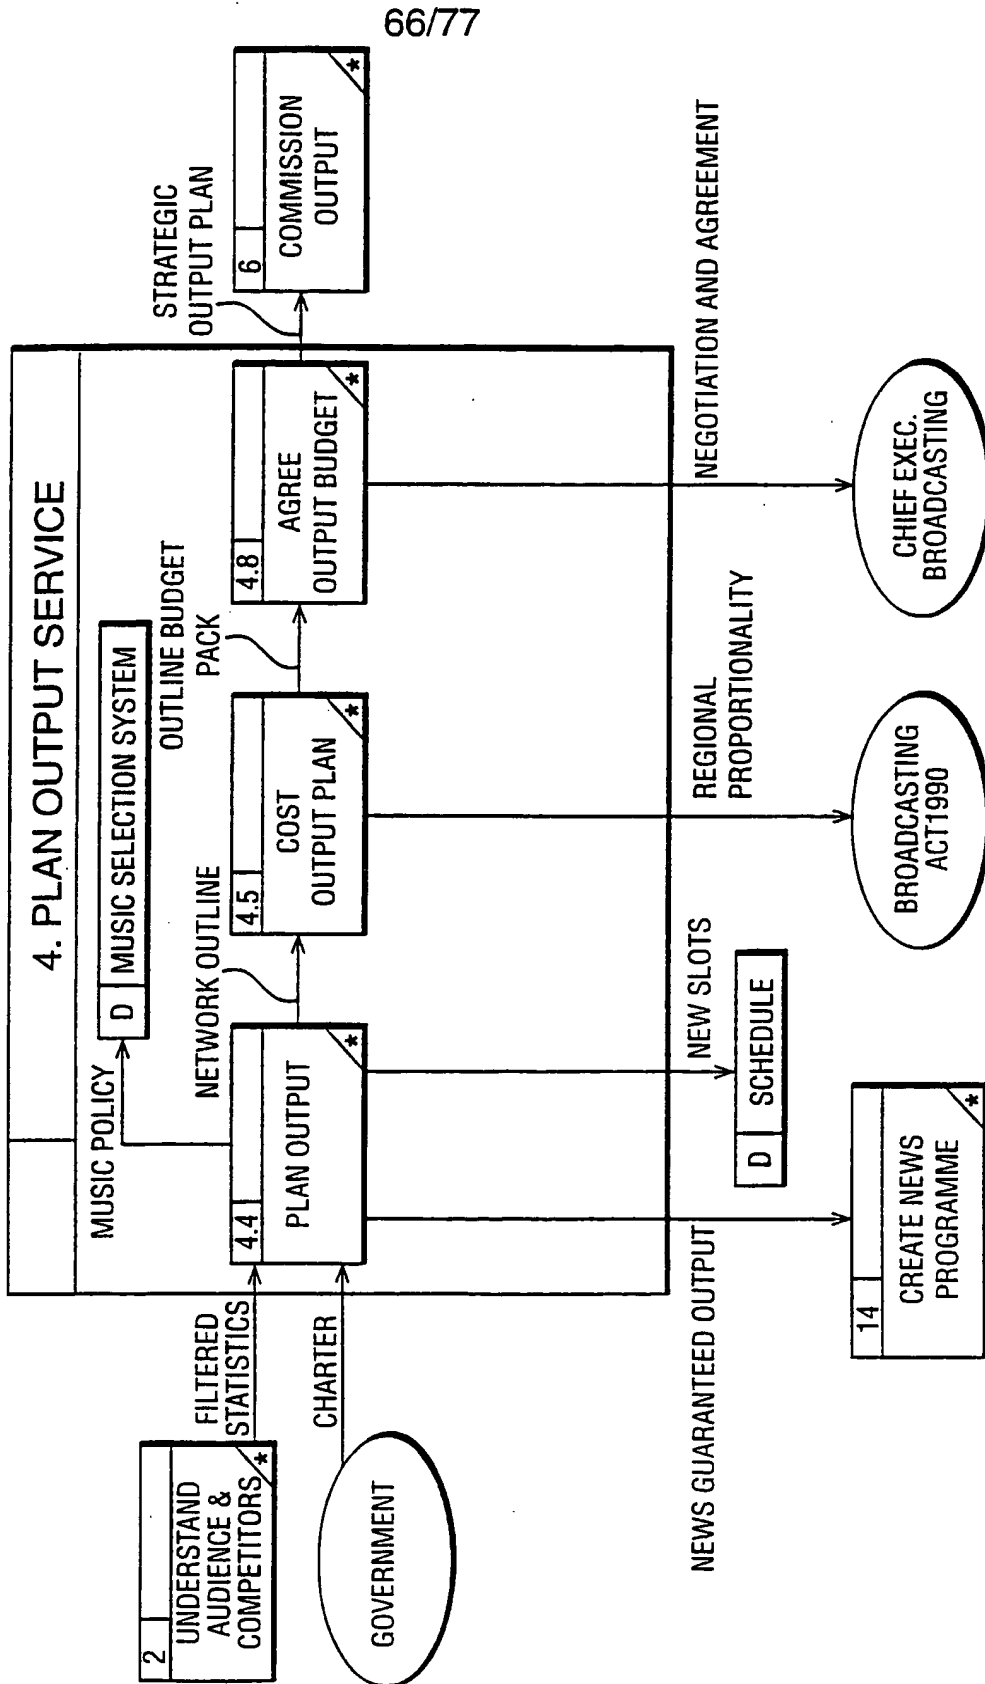 66/77
4. PLAN OUTPUT SERVICE
MUSIC POLICY
D MUSIC SELECTION SYSTEM
2
UNDERSTAND
AUDIENCE &
COMPETITORS
*
FILTERED
STATISTICS
GOVERNMENT
CHARTER
4.4
PLAN OUTPUT
*
NETWORK OUTLINE
4.5
COST
OUTPUT PLAN
*
OUTLINE BUDGET
PACK
4.8
AGREE
OUTPUT BUDGET
*
STRATEGIC
OUTPUT PLAN
6
COMMISSION
OUTPUT
*
NEWS GUARANTEED OUTPUT
NEW SLOTS
REGIONAL
PROPORTIONALITY
NEGOTIATION AND AGREEMENT
D SCHEDULE
14
CREATE NEWS
PROGRAMME
*
BROADCASTING
ACT1990
CHIEF EXEC.
BROADCASTING